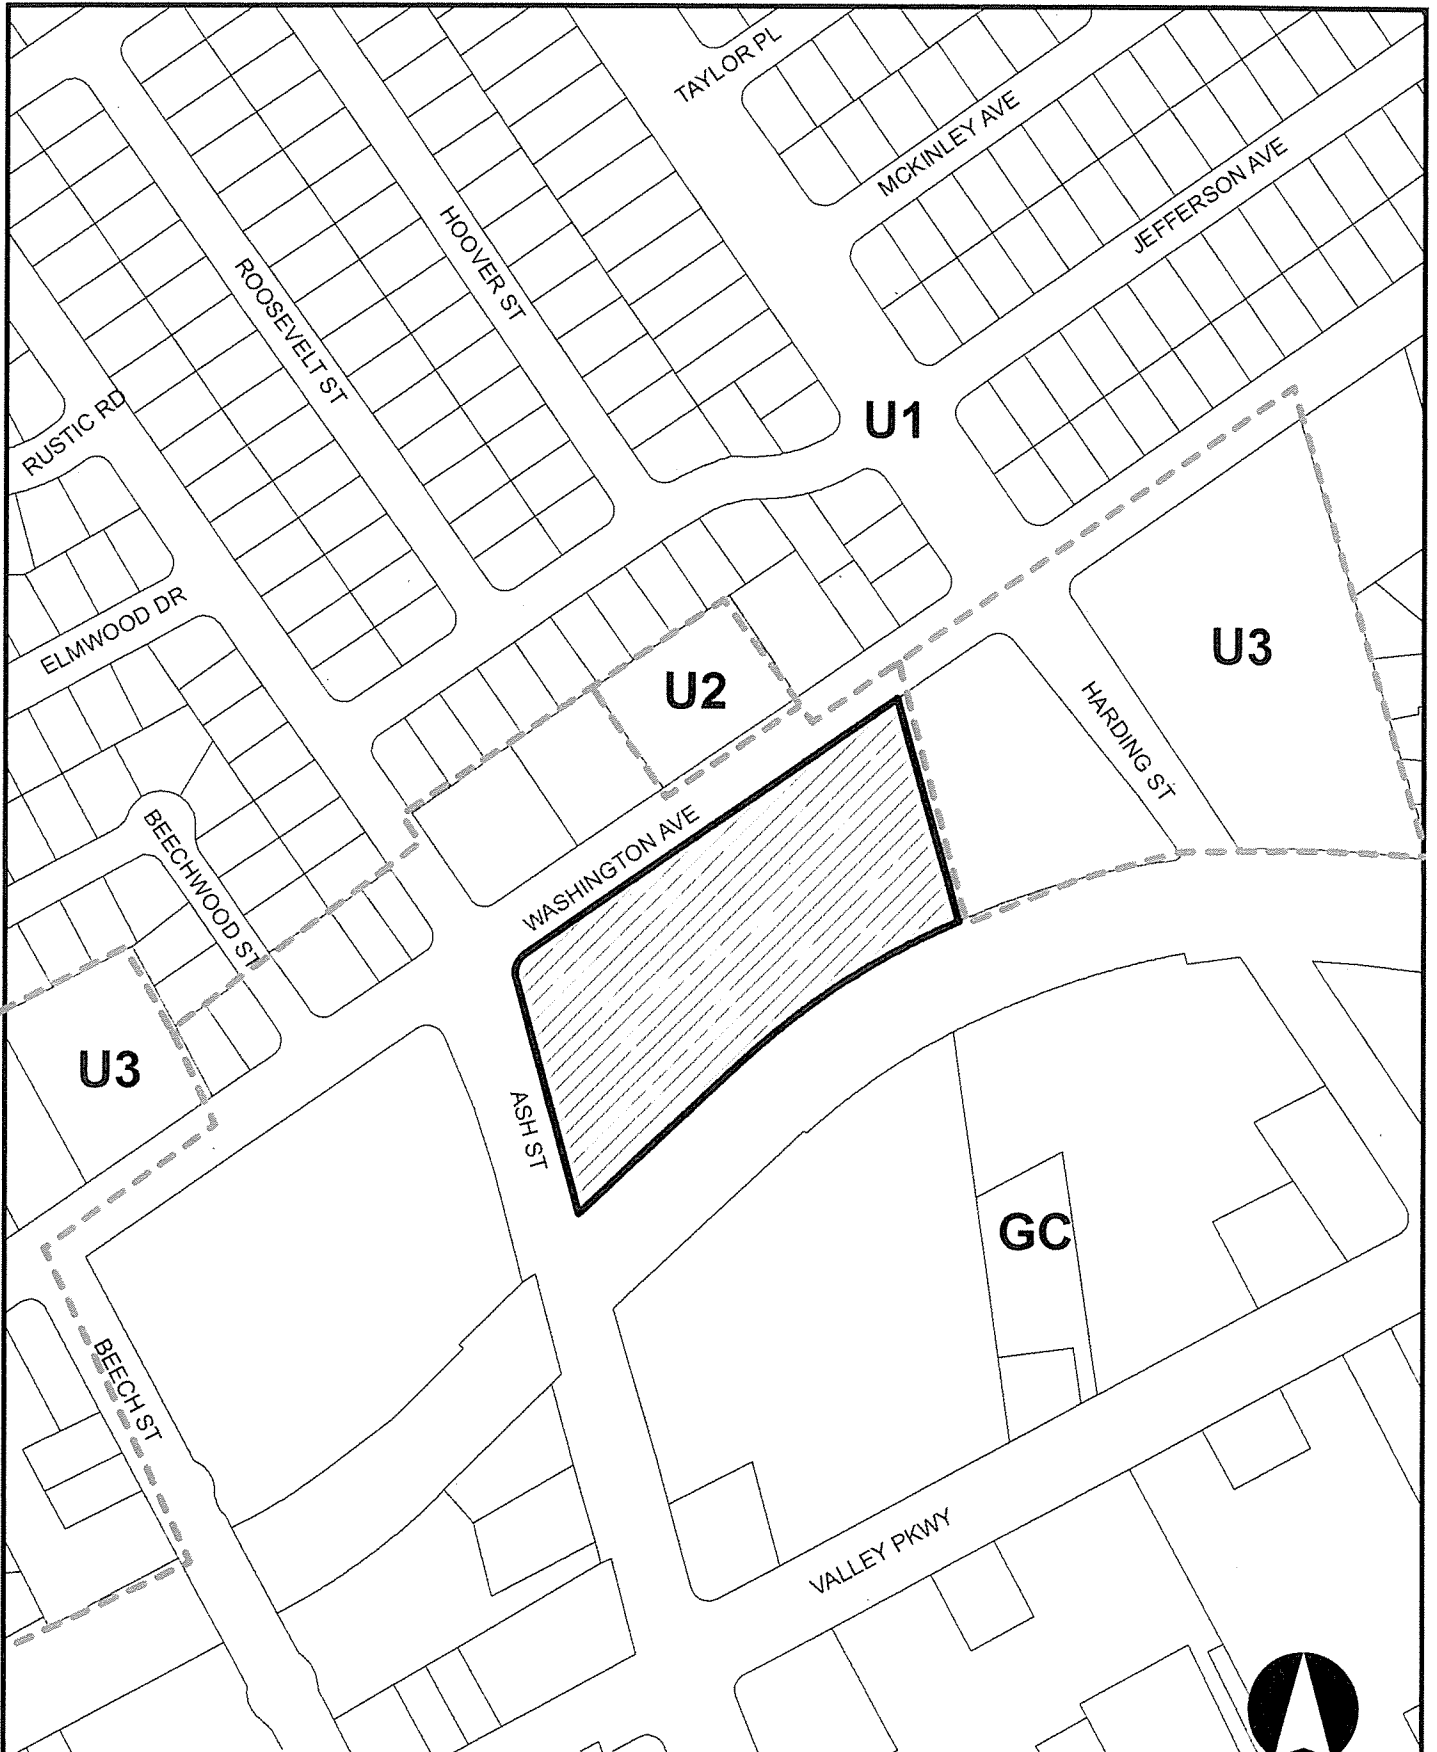 TAYLOR PL
MCKINLEY AVE
JEFFERSON AVE
HOOVER ST
ROOSEVELT ST
RUSTIC RD
U1
ELMWOOD DR
U2
U3
HARDING ST
BEECHWOOD ST
WASHINGTON AVE
U3
ASH ST
GC
BEECH ST
VALLEY PKWY